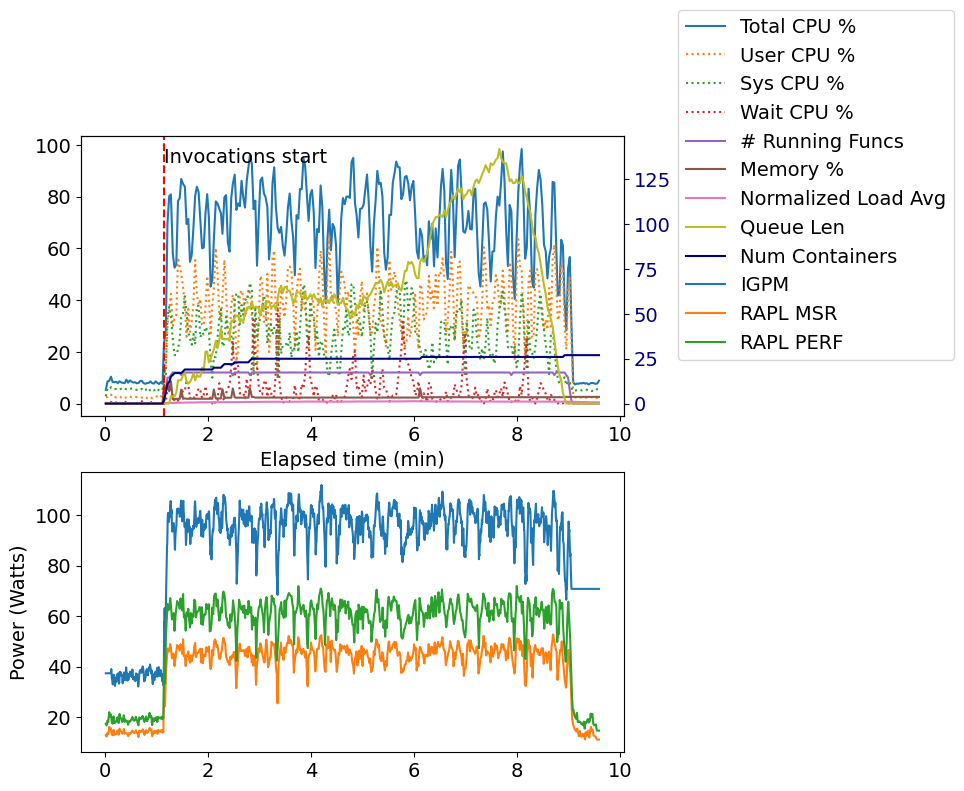 Total CPU %
User CPU %
Sys CPU %
Wait CPU %
# Running Funcs
Memory %
Normalized Load Avg
Queue Len
Num Containers
IGPM
RAPL MSR
RAPL PERF
Invocations start
100
80
60
40
20
0
125
100
75
50
25
0
0 2 4 6 8 10
Elapsed time (min)
Power (Watts)
100
80
60
40
20
0 2 4 6 8 10